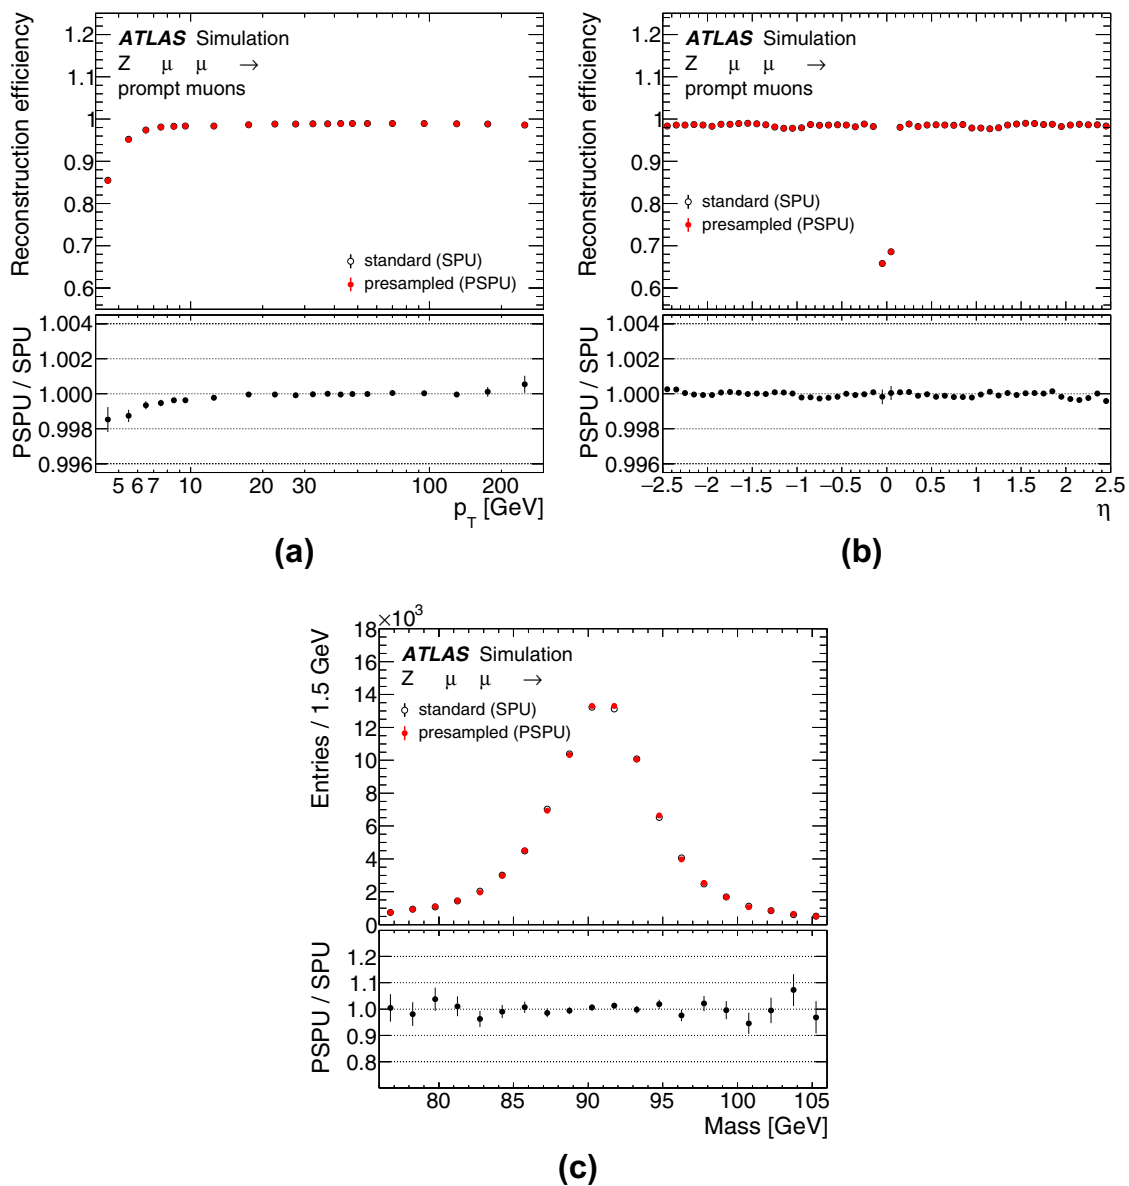 Reconstruction efficiency
1.2
1.1
1
0.9
0.8
0.7
0.6
ATLAS Simulation
Z μ μ →
prompt muons
standard (SPU)
presampled (PSPU)
PSPU / SPU
1.004
1.002
1.000
0.998
0.996
5 6 7 10 20 30 100 200
p_T [GeV]
(a)
Reconstruction efficiency
1.2
1.1
1
0.9
0.8
0.7
0.6
ATLAS Simulation
Z μ μ →
prompt muons
standard (SPU)
presampled (PSPU)
PSPU / SPU
1.004
1.002
1.000
0.998
0.996
−2.5 −2 −1.5 −1 −0.5 0 0.5 1 1.5 2 2.5
η
(b)
Entries / 1.5 GeV
×10³
18
16
14
12
10
8
6
4
2
0
ATLAS Simulation
Z μ μ →
standard (SPU)
presampled (PSPU)
PSPU / SPU
1.2
1.1
1.0
0.9
0.8
80 85 90 95 100 105
Mass [GeV]
(c)